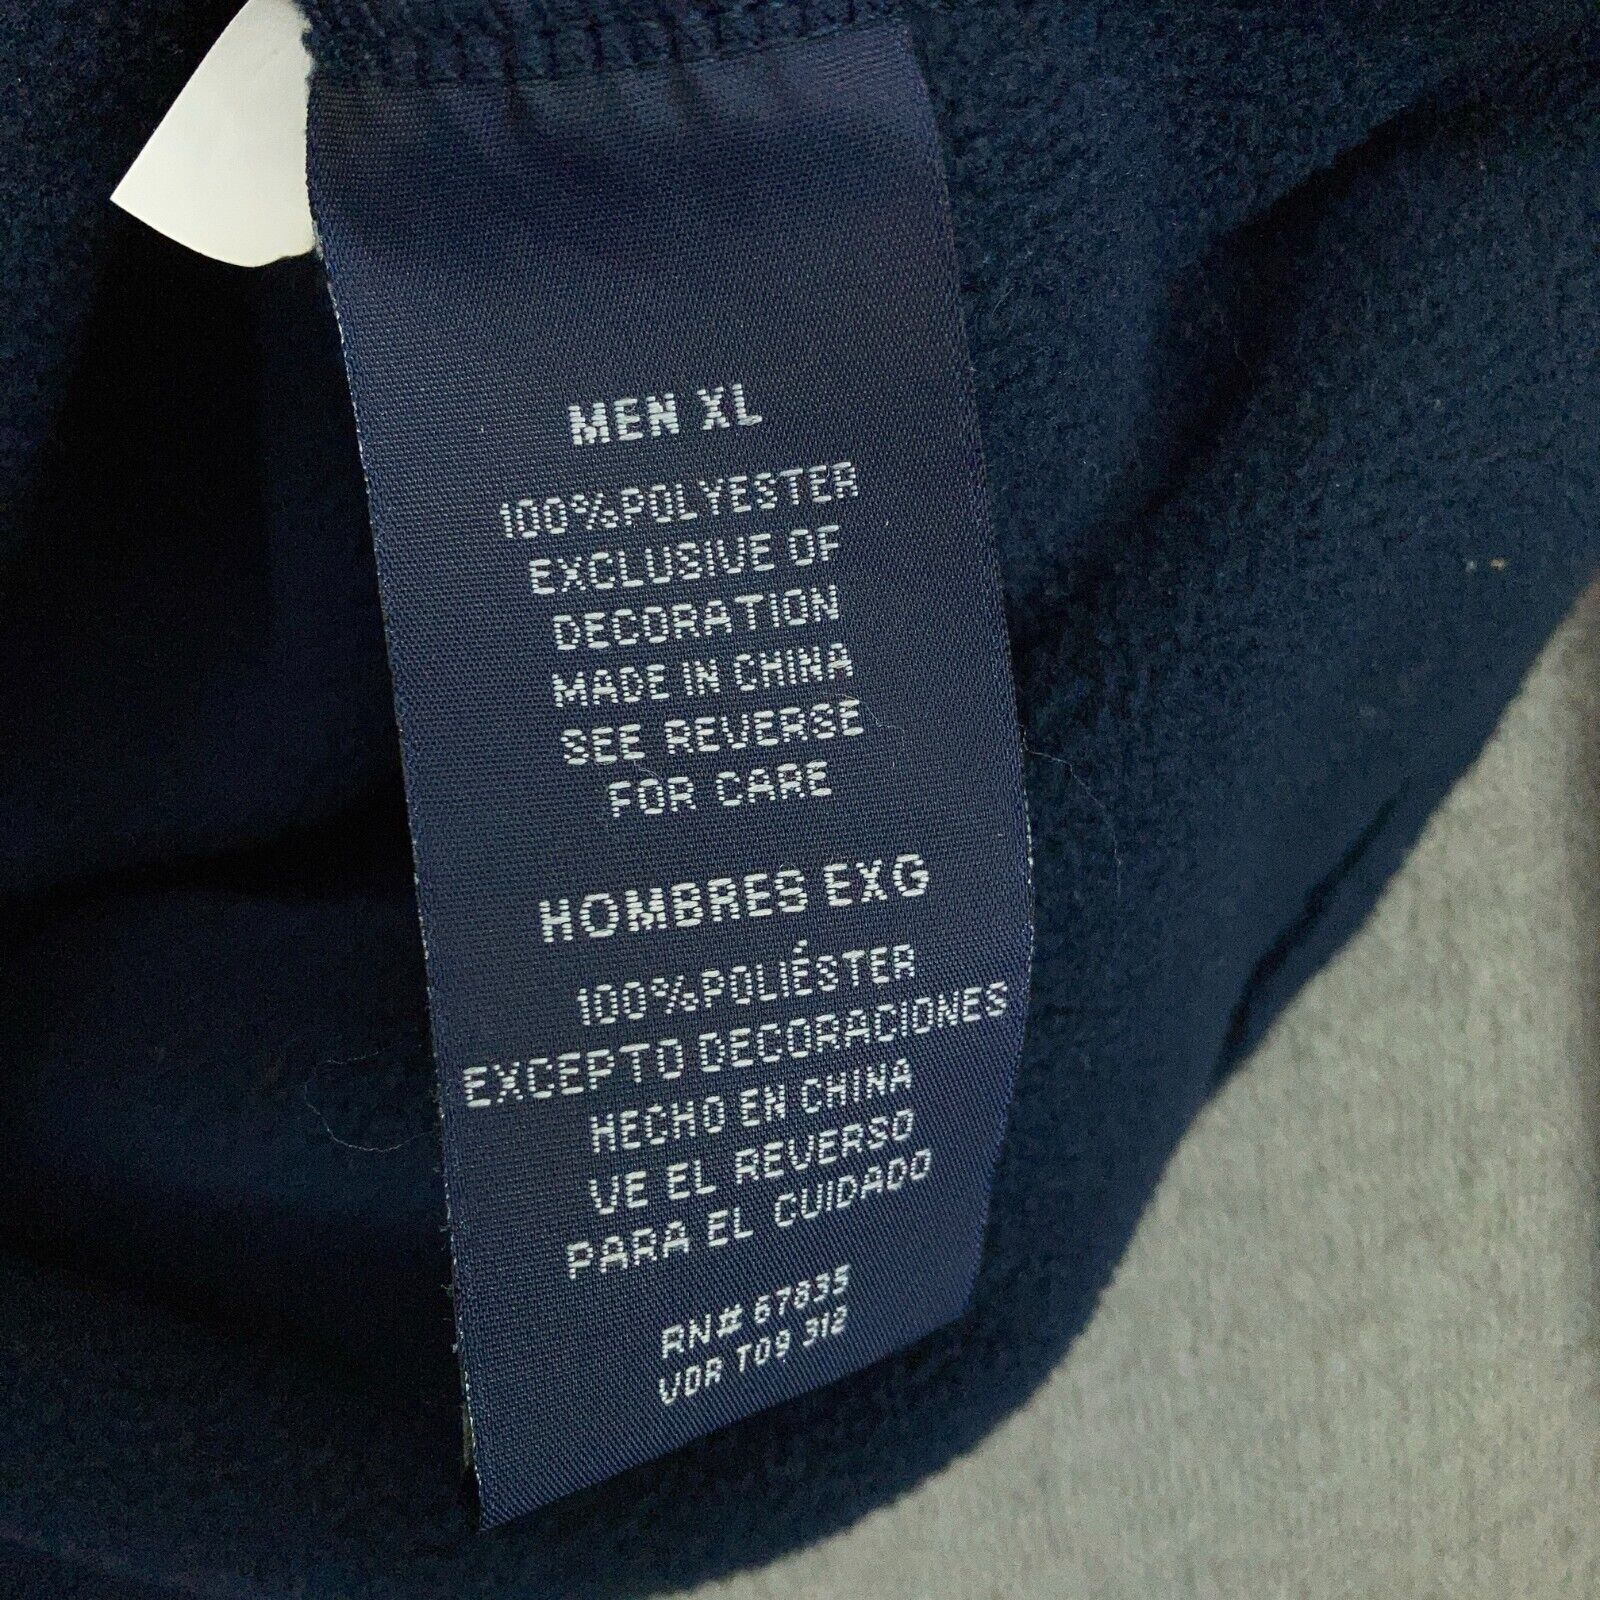 MEN XL
100%POLYESTER
EXCLUSIVE OF
DECORATION
MADE IN CHINA
SEE REVERSE
FOR CARE
HOMBRES EXG
100%POLIÉSTER
EXCEPTO DECORACIONES
HECHO EN CHINA
VE EL REVERSO
PARA EL CUIDADO
RN# 67835
VDR T09 312